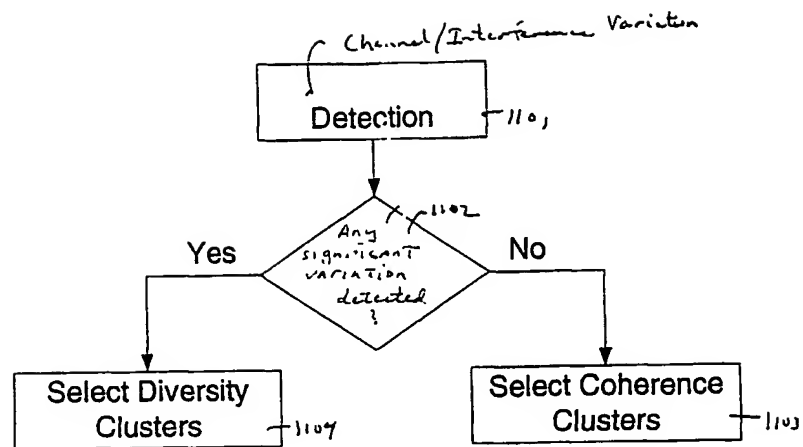 Channel/Interference Variation
Detection
1101
1102
Any
significant
variation
detected
?
Yes
No
Select Diversity
Clusters
1104
Select Coherence
Clusters
1103